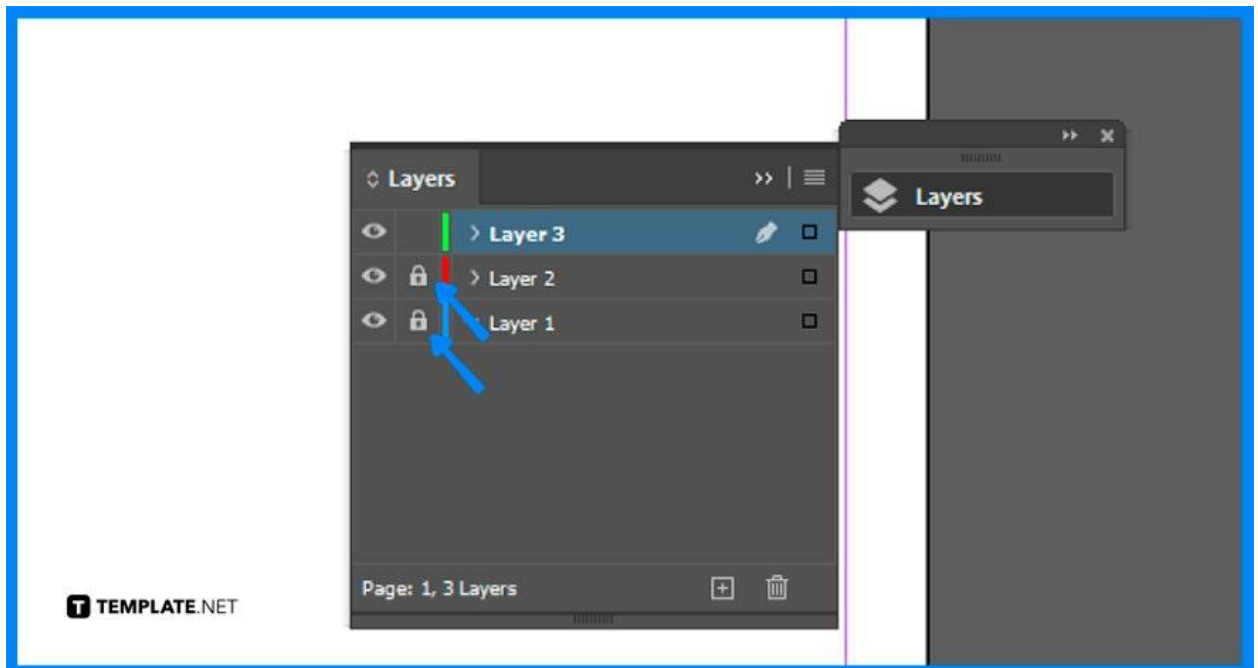 Layers
Layers
Layer 3
Layer 2
Layer 1
Page: 1, 3 Layers
T TEMPLATE.NET